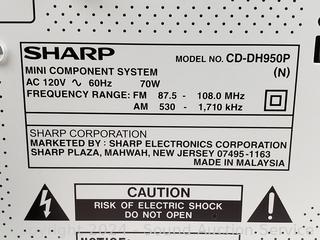 SHARP
MODEL NO. CD-DH950P
(N)
MINI COMPONENT SYSTEM
AC 120V ∿ 60Hz 70W
FREQUENCY RANGE: FM 87.5 - 108.0 MHz
AM 530 - 1,710 kHz
SHARP CORPORATION
MARKETED BY : SHARP ELECTRONICS CORPORATION
SHARP PLAZA, MAHWAH, NEW JERSEY 07495-1163
MADE IN MALAYSIA
CAUTION
RISK OF ELECTRIC SHOCK
DO NOT OPEN